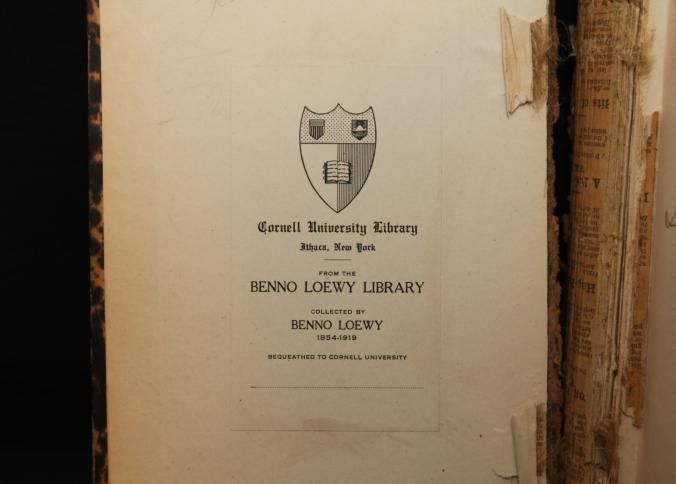 Cornell University Library
Ithaca, New York
FROM THE
BENNO LOEWY LIBRARY
COLLECTED BY
BENNO LOEWY
1854-1919
BEQUEATHED TO CORNELL UNIVERSITY